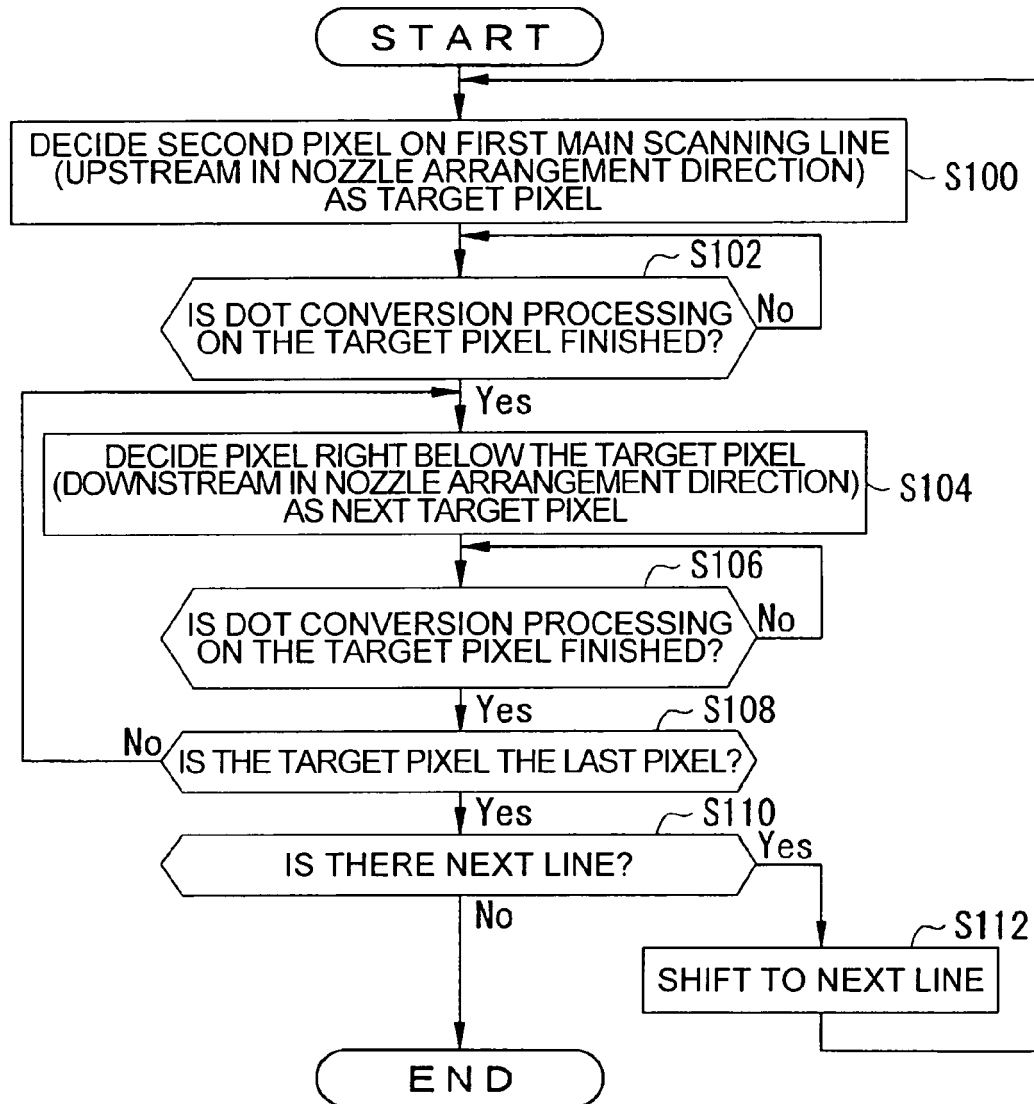 START
DECIDE SECOND PIXEL ON FIRST MAIN SCANNING LINE
(UPSTREAM IN NOZZLE ARRANGEMENT DIRECTION)
AS TARGET PIXEL
S100
S102
IS DOT CONVERSION PROCESSING
ON THE TARGET PIXEL FINISHED?
No
Yes
DECIDE PIXEL RIGHT BELOW THE TARGET PIXEL
(DOWNSTREAM IN NOZZLE ARRANGEMENT DIRECTION)
AS NEXT TARGET PIXEL
S104
S106
IS DOT CONVERSION PROCESSING
ON THE TARGET PIXEL FINISHED?
No
Yes
S108
No
IS THE TARGET PIXEL THE LAST PIXEL?
Yes
S110
IS THERE NEXT LINE?
Yes
No
S112
SHIFT TO NEXT LINE
END